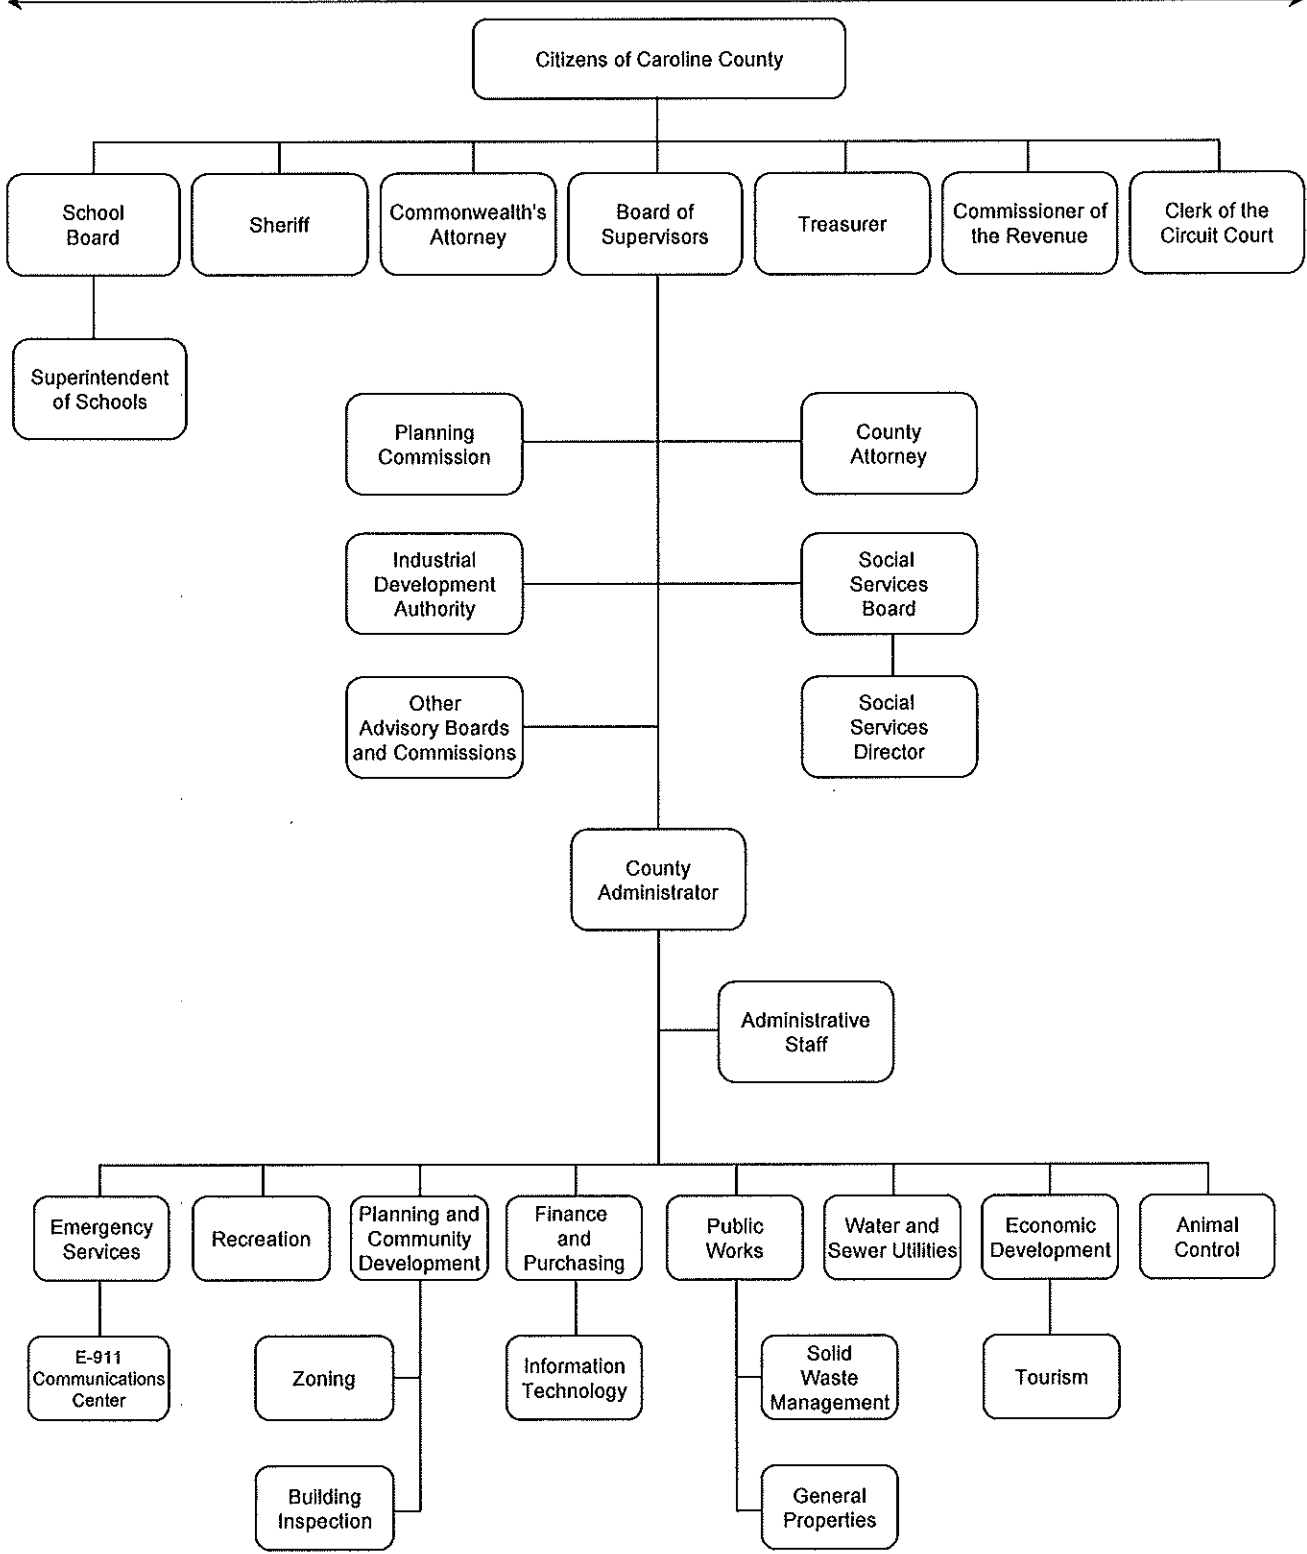 Citizens of Caroline County
School
Board
Sheriff
Commonwealth's
Attorney
Board of
Supervisors
Treasurer
Commissioner of
the Revenue
Clerk of the
Circuit Court
Superintendent
of Schools
Planning
Commission
County
Attorney
Industrial
Development
Authority
Social
Services
Board
Other
Advisory Boards
and Commissions
Social
Services
Director
County
Administrator
Administrative
Staff
Emergency
Services
Recreation
Planning and
Community
Development
Finance
and
Purchasing
Public
Works
Water and
Sewer Utilities
Economic
Development
Animal
Control
E-911
Communications
Center
Zoning
Information
Technology
Solid
Waste
Management
Tourism
Building
Inspection
General
Properties